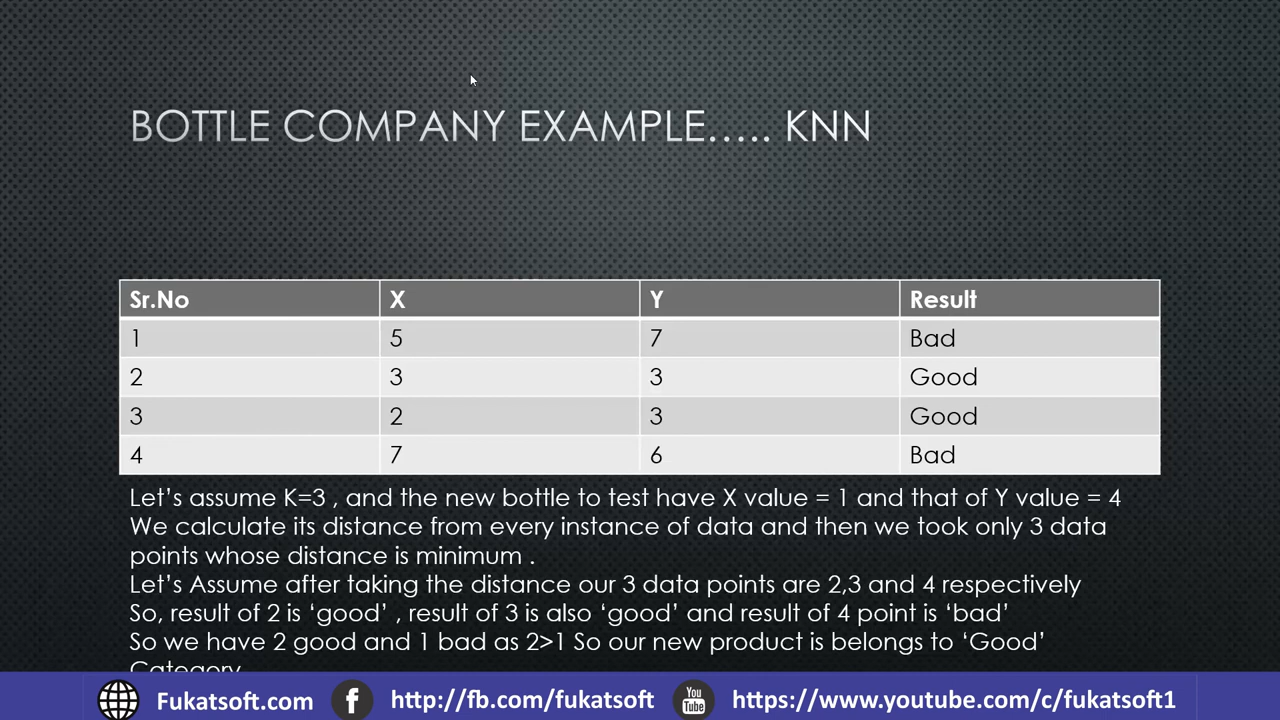 BOTTLE COMPANY EXAMPLE..... KNN
Sr.No X Y Result
1 5 7 Bad
2 3 3 Good
3 2 3 Good
4 7 6 Bad
Let’s assume K=3 , and the new bottle to test have X value = 1 and that of Y value = 4
We calculate its distance from every instance of data and then we took only 3 data
points whose distance is minimum .
Let’s Assume after taking the distance our 3 data points are 2,3 and 4 respectively
So, result of 2 is ‘good’ , result of 3 is also ‘good’ and result of 4 point is ‘bad’
So we have 2 good and 1 bad as 2>1 So our new product is belongs to ‘Good’
Category
Fukatsoft.com f http://fb.com/fukatsoft You Tube https://www.youtube.com/c/fukatsoft1